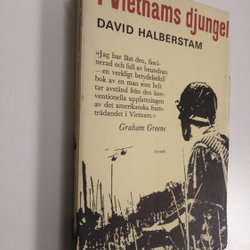 I Vietnams djungel
DAVID HALBERSTAM
»Jag har läst den, fasci-
nerad och full av beundran
— en verkligt betydelsefull
bok av en man som helt
tar avstånd från den kon-
ventionella uppfattningen
av det amerikanska fram-
trädandet i Vietnam.»
Graham Greene